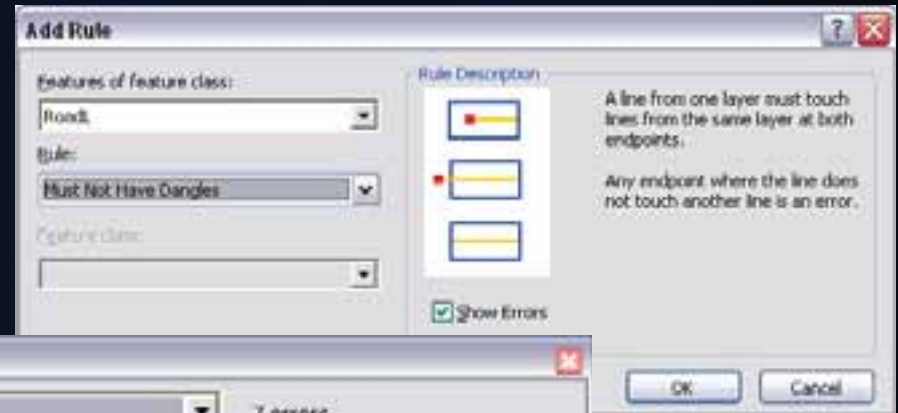 Add Rule
Features of feature class:
RoadL
Rule:
Must Not Have Dangles
Feature class:
Rule Description
A line from one layer must touch
lines from the same layer at both
endpoints.
Any endpoint where the line does
not touch another line is an error.
Show Errors
OK
Cancel
7 errors